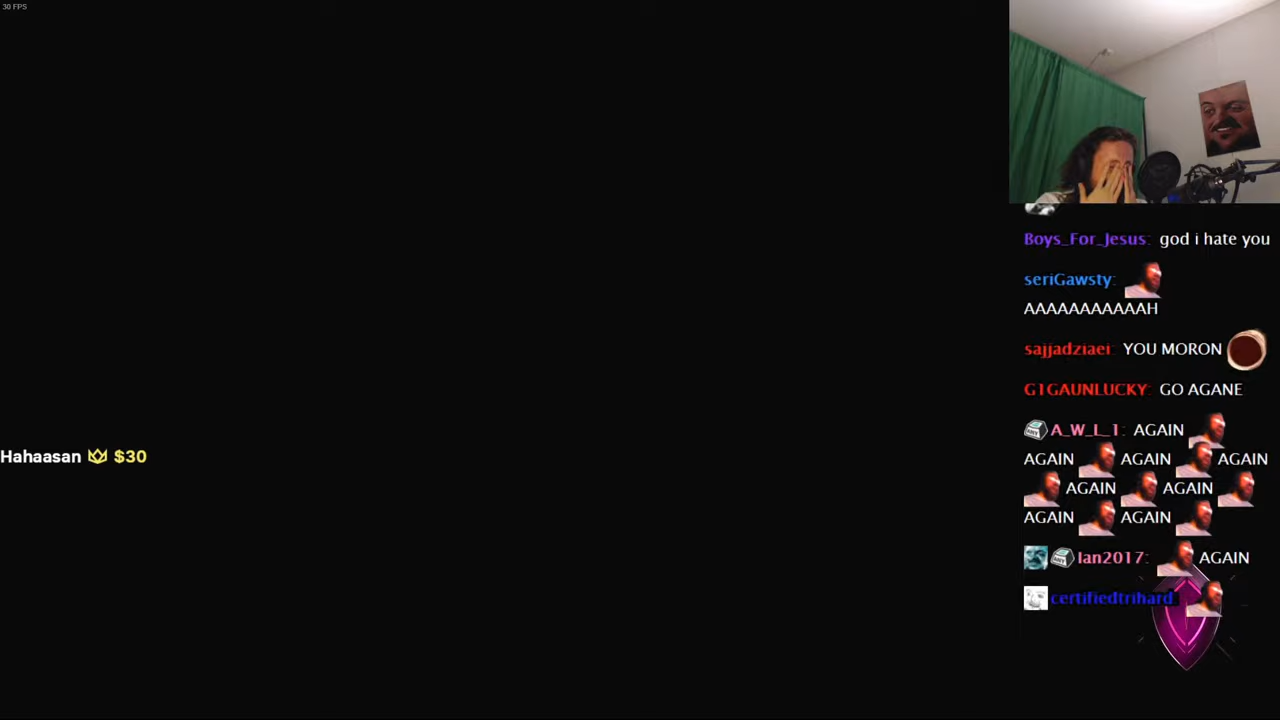 30 FPS
Boys_For_Jesus: god i hate you
seriGawsty:
AAAAAAAAAAAH
sajjadziaei: YOU MORON
G1GAUNLUCKY: GO AGANE
A_W_L_1: AGAIN
AGAIN AGAIN AGAIN
AGAIN AGAIN
AGAIN AGAIN
Hahaasan $30
Ian2017: AGAIN
certifiedtrihard: